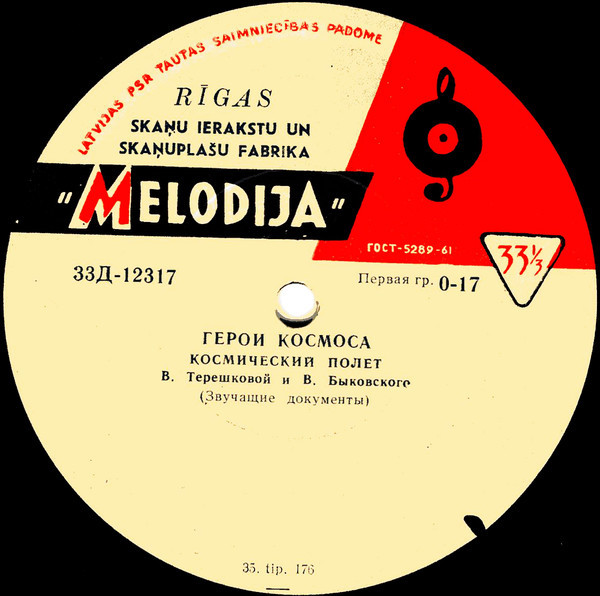 LATVIJAS PSR TAUTAS SAIMNIECĪBAS PADOME
RĪGAS
SKAŅU IERAKSTU UN
SKAŅUPLAŠU FABRIKA
"MELODIJA"
ГОСТ-5289-61
33⅓
33Д-12317
Первая гр. 0-17
ГЕРОИ КОСМОСА
КОСМИЧЕСКИЙ ПОЛЕТ
В. Терешковой и В. Быковского
(Звучащие документы)
35. tip. 176